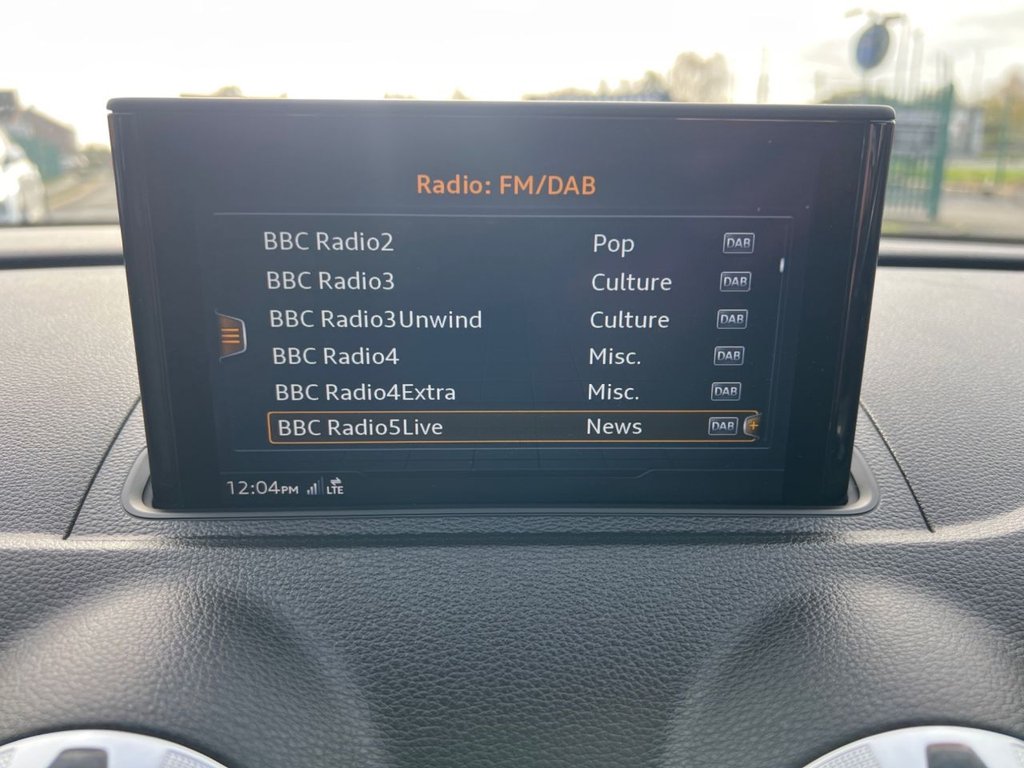 Radio: FM/DAB
BBC Radio2 Pop DAB
BBC Radio3 Culture DAB
BBC Radio3Unwind Culture DAB
BBC Radio4 Misc. DAB
BBC Radio4Extra Misc. DAB
BBC Radio5Live News DAB +
12:04PM LTE